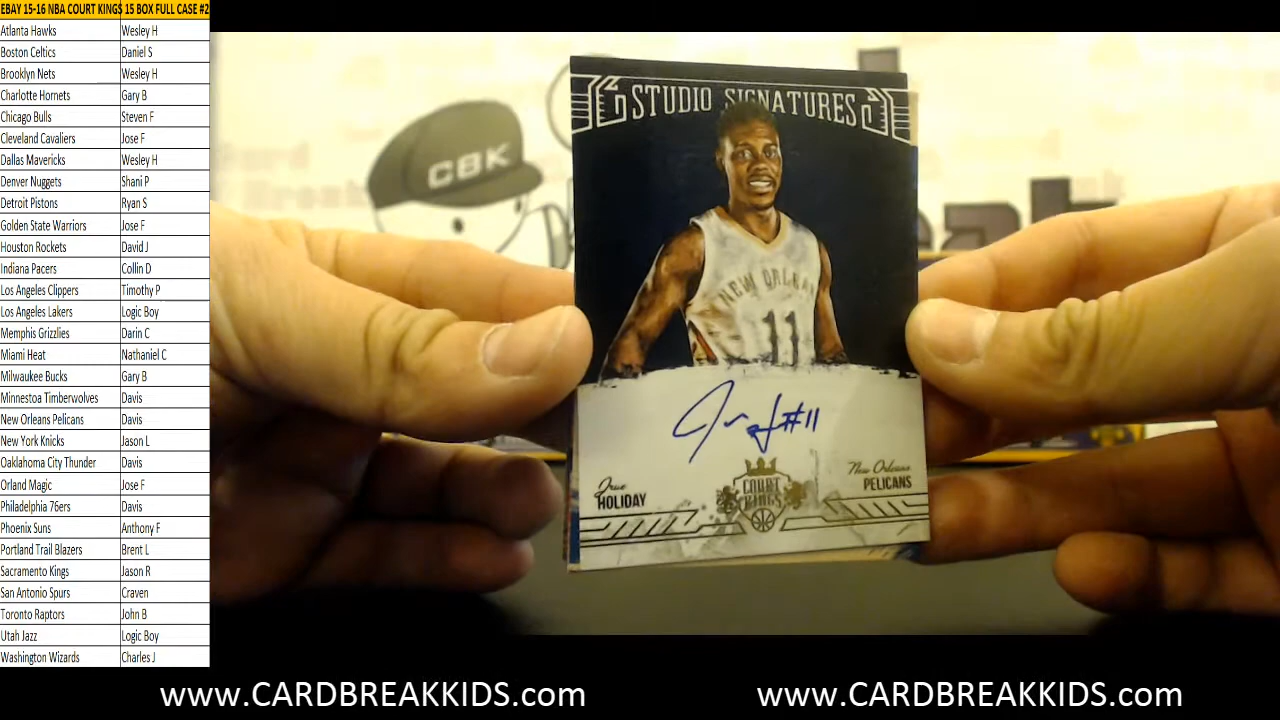 EBAY 15-16 NBA COURT KINGS 15 BOX FULL CASE #2
Atlanta Hawks Wesley H
Boston Celtics Daniel S
Brooklyn Nets Wesley H
Charlotte Hornets Gary B
Chicago Bulls Steven F
Cleveland Cavaliers Jose F
Dallas Mavericks Wesley H
Denver Nuggets Shani P
Detroit Pistons Ryan S
Golden State Warriors Jose F
Houston Rockets David J
Indiana Pacers Collin D
Los Angeles Clippers Timothy P
Los Angeles Lakers Logic Boy
Memphis Grizzlies Darin C
Miami Heat Nathaniel C
Milwaukee Bucks Gary B
Minnestoa Timberwolves Davis
New Orleans Pelicans Davis
New York Knicks Jason L
Oaklahoma City Thunder Davis
Orland Magic Jose F
Philadelphia 76ers Davis
Phoenix Suns Anthony F
Portland Trail Blazers Brent L
Sacramento Kings Jason R
San Antonio Spurs Craven
Toronto Raptors John B
Utah Jazz Logic Boy
Washington Wizards Charles J
CBK
STUDIO SIGNATURES
NEW ORLEAN
11
#11
Jrue
HOLIDAY
COURT
KINGS
New Orleans
PELICANS
www.CARDBREAKKIDS.com www.CARDBREAKKIDS.com